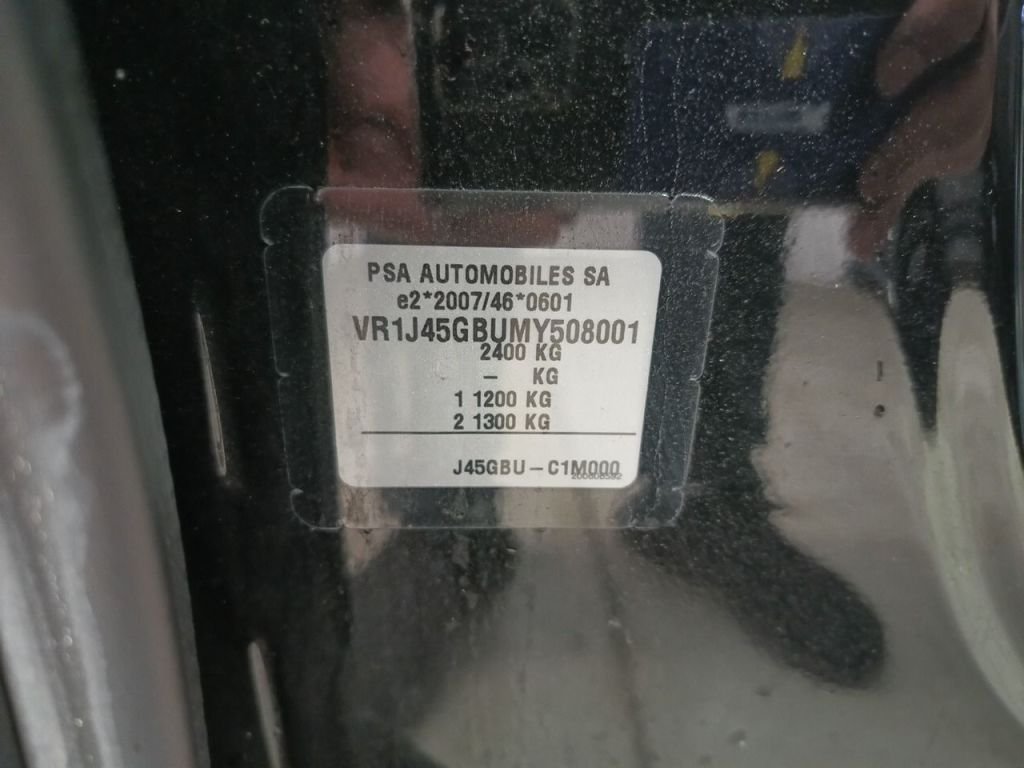 PSA AUTOMOBILES SA
e2*2007/46*0601
VR1J45GBUMY508001
2400 KG
– KG
1 1200 KG
2 1300 KG
J45GBU – C1M000